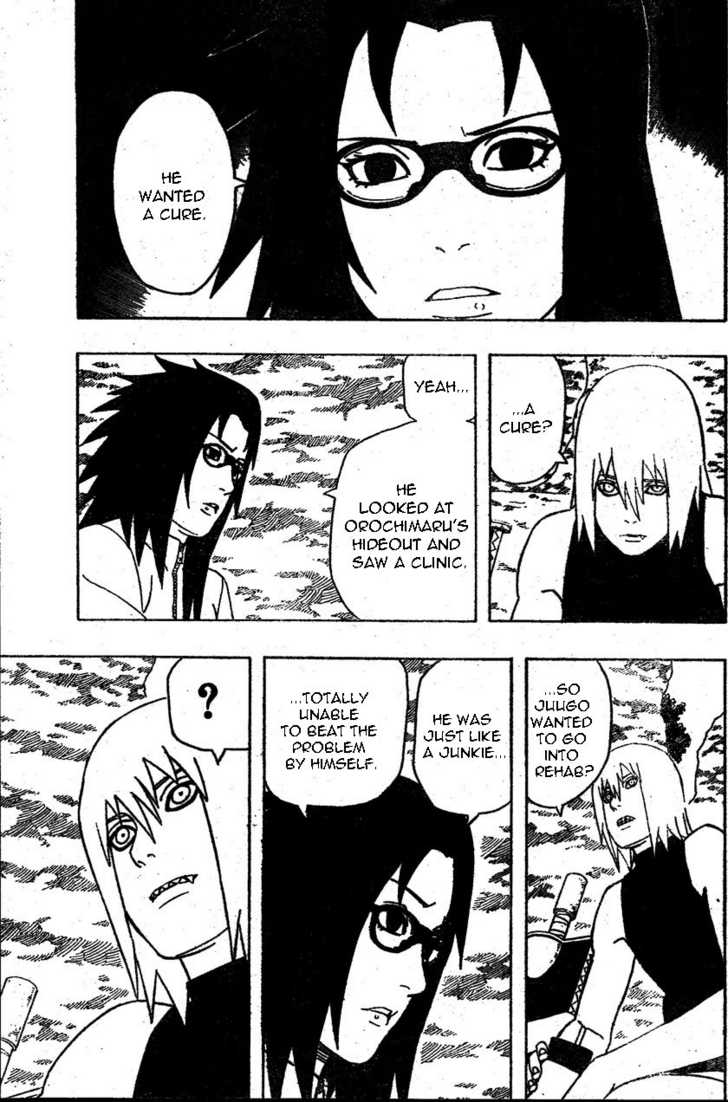 HE
WANTED
A CURE.
...A
CURE?
YEAH...
HE
LOOKED AT
OROCHIMARU'S
HIDEOUT AND
SAW A CLINIC.
...SO
JUUGO
WANTED
TO GO
INTO
REHAB?
HE WAS
JUST LIKE
A JUNKIE...
...TOTALLY
UNABLE
TO BEAT THE
PROBLEM
BY HIMSELF.
?